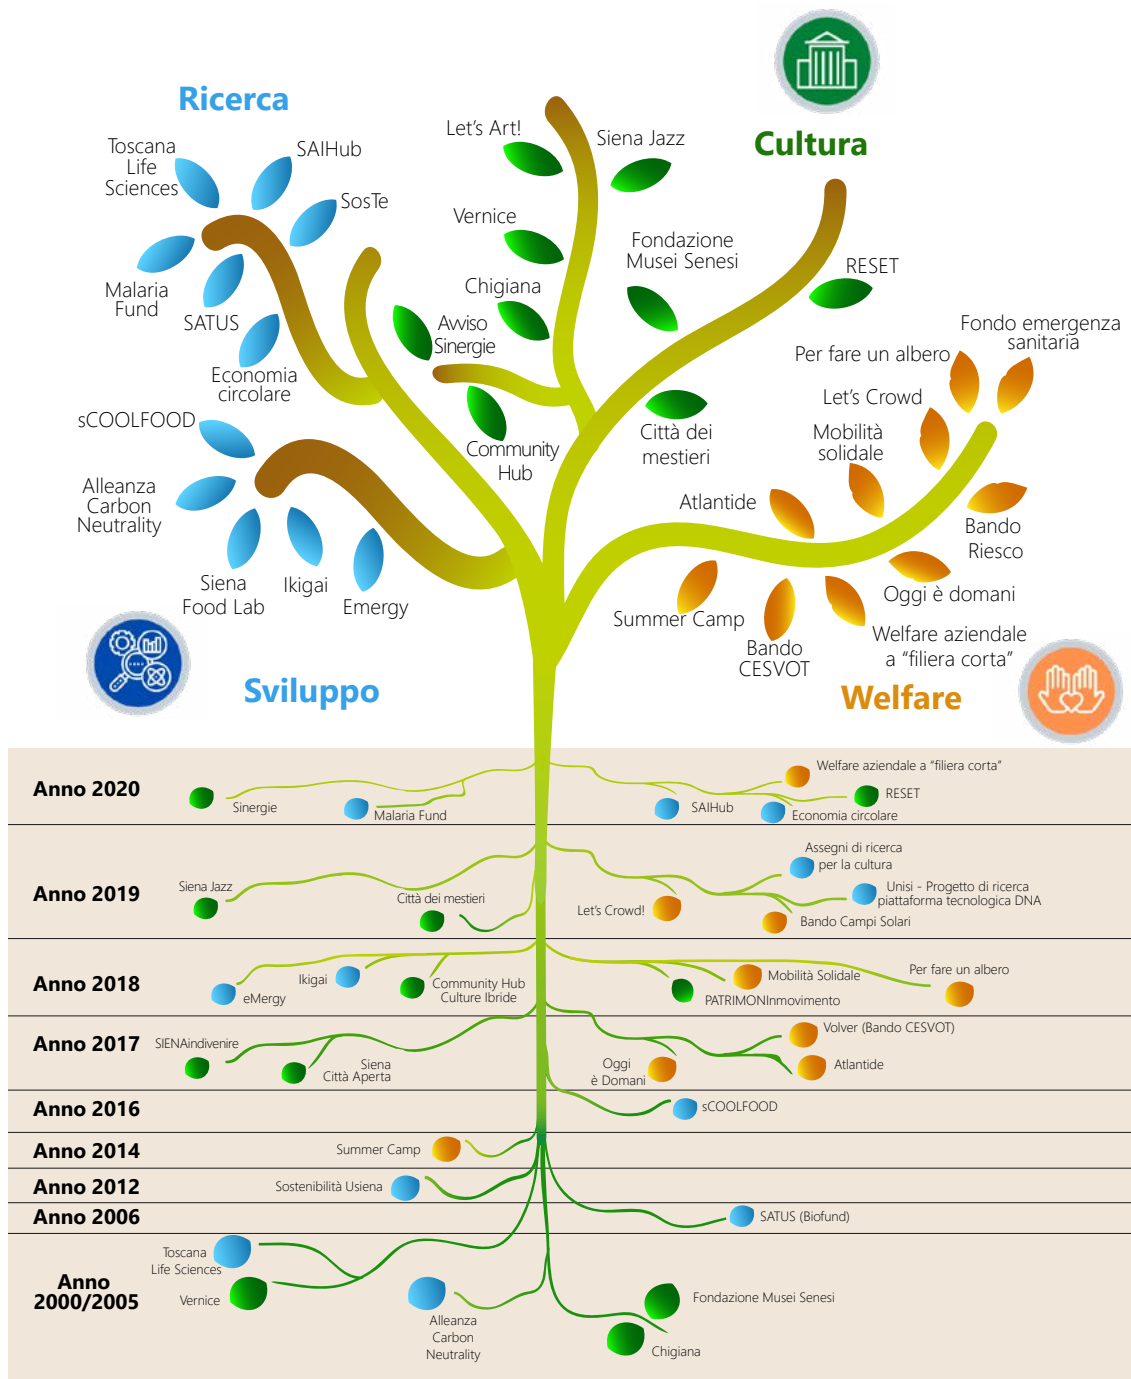 Ricerca
Toscana
Life
Sciences
SAIHub
SosTe
Malaria
Fund
SATUS
Economia
circolare
sCOOLFOOD
Alleanza
Carbon
Neutrality
Siena
Food Lab
Ikigai
Emergy
Sviluppo
Let's Art!
Siena Jazz
Cultura
Vernice
Fondazione
Musei Senesi
Chigiana
RESET
Avviso
Sinergie
Community
Hub
Città dei
mestieri
Fondo emergenza
sanitaria
Per fare un albero
Let's Crowd
Mobilità
solidale
Atlantide
Bando
Riesco
Oggi è domani
Summer Camp
Bando
CESVOT
Welfare aziendale
a “filiera corta”
Welfare
Anno 2020
Sinergie
Malaria Fund
SAIHub
Welfare aziendale a “filiera corta”
RESET
Economia circolare
Anno 2019
Siena Jazz
Città dei mestieri
Let's Crowd!
Assegni di ricerca
per la cultura
Unisi - Progetto di ricerca
piattaforma tecnologica DNA
Bando Campi Solari
Anno 2018
eMergy
Ikigai
Community Hub
Culture Ibride
PATRIMONInmovimento
Mobilità Solidale
Per fare un albero
Anno 2017
SIENAindivenire
Siena
Città Aperta
Oggi
è Domani
Volver (Bando CESVOT)
Atlantide
Anno 2016
sCOOLFOOD
Anno 2014
Summer Camp
Anno 2012
Sostenibilità Usiena
Anno 2006
SATUS (Biofund)
Anno
2000/2005
Toscana
Life Sciences
Vernice
Alleanza
Carbon
Neutrality
Fondazione Musei Senesi
Chigiana